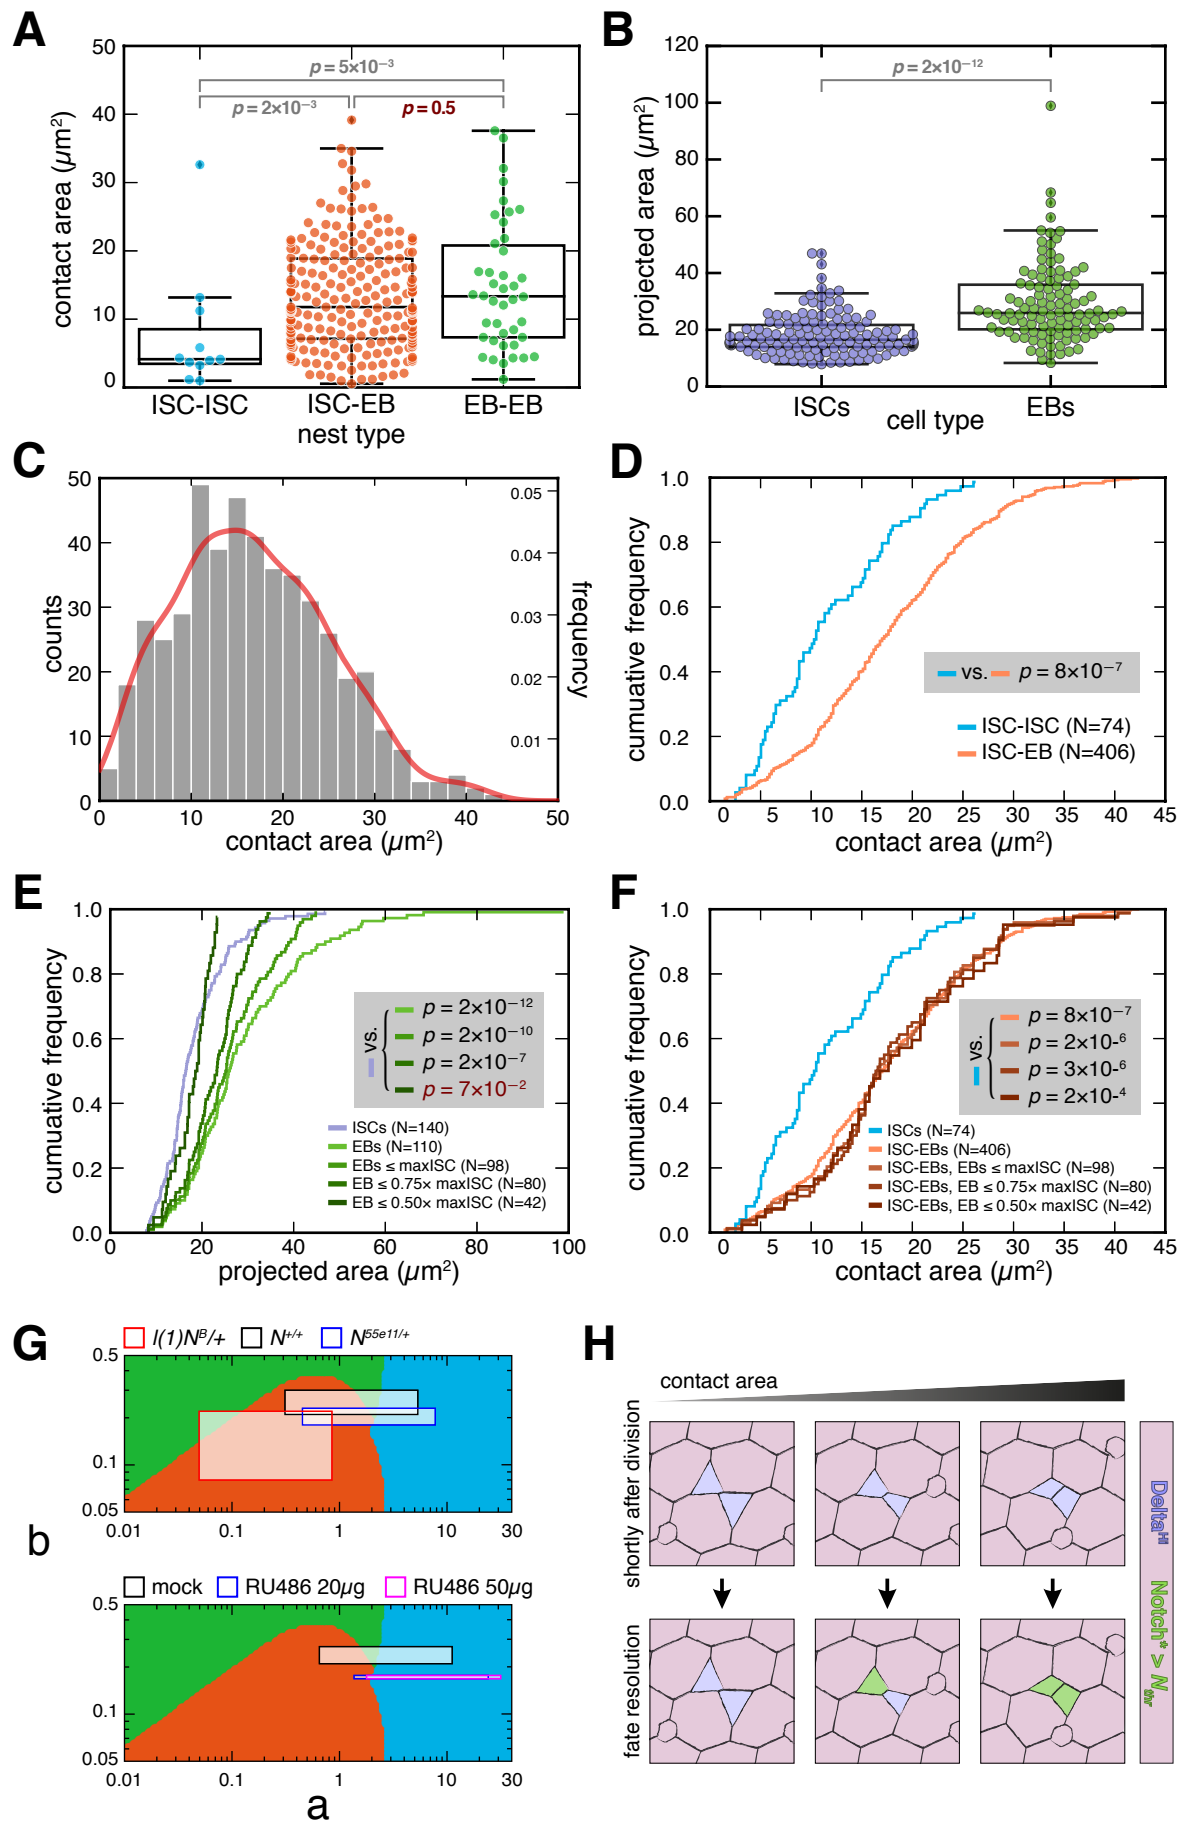 A
50
40
30
20
10
0
contact area (µm²)
p = 5×10⁻³
p = 2×10⁻³
p = 0.5
ISC-ISC
ISC-EB
EB-EB
nest type
B
120
100
80
60
40
20
0
projected area (µm²)
p = 2×10⁻¹²
ISCs
EBs
cell type
C
50
40
30
20
10
0
counts
0.05
0.04
0.03
0.02
0.01
frequency
0 10 20 30 40 50
contact area (µm²)
D
1.0
0.8
0.6
0.4
0.2
0.0
cumuative frequency
vs. p = 8×10⁻⁷
ISC-ISC (N=74)
ISC-EB (N=406)
0 5 10 15 20 25 30 35 40 45
contact area (µm²)
E
1.0
0.8
0.6
0.4
0.2
0.0
cumuative frequency
vs.
p = 2×10⁻¹²
p = 2×10⁻¹⁰
p = 2×10⁻⁷
p = 7×10⁻²
ISCs (N=140)
EBs (N=110)
EBs ≤ maxISC (N=98)
EB ≤ 0.75× maxISC (N=80)
EB ≤ 0.50× maxISC (N=42)
0 20 40 60 80 100
projected area (µm²)
F
1.0
0.8
0.6
0.4
0.2
0.0
cumuative frequency
vs.
p = 8×10⁻⁷
p = 2×10-⁶
p = 3×10-⁶
p = 2×10-⁴
ISCs (N=74)
ISC-EBs (N=406)
ISC-EBs, EBs ≤ maxISC (N=98)
ISC-EBs, EB ≤ 0.75× maxISC (N=80)
ISC-EBs, EB ≤ 0.50× maxISC (N=42)
0 5 10 15 20 25 30 35 40 45
contact area (µm²)
G
l(1)Nᴮ/+ N⁺/⁺ N⁵⁵ᵉ¹¹/⁺
0.5
0.1
0.05
0.01 0.1 1 10 30
b
mock RU486 20µg RU486 50µg
0.5
0.1
0.05
0.01 0.1 1 10 30
a
H
contact area
shortly after division
fate resolution
Deltaᴴᴵ Notch* > Nₜₕᵣ